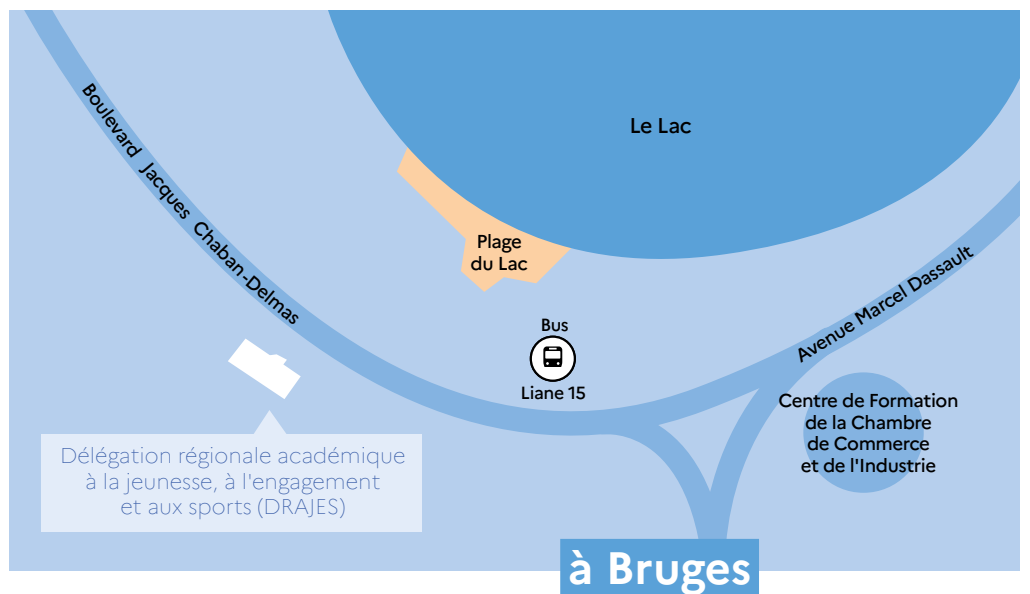 Le Lac
Boulevard Jacques Chaban-Delmas
Plage
du Lac
Avenue Marcel Dassault
Bus
Liane 15
Centre de Formation
de la Chambre
de Commerce
et de l'Industrie
Délégation régionale académique
à la jeunesse, à l'engagement
et aux sports (DRAJES)
à Bruges